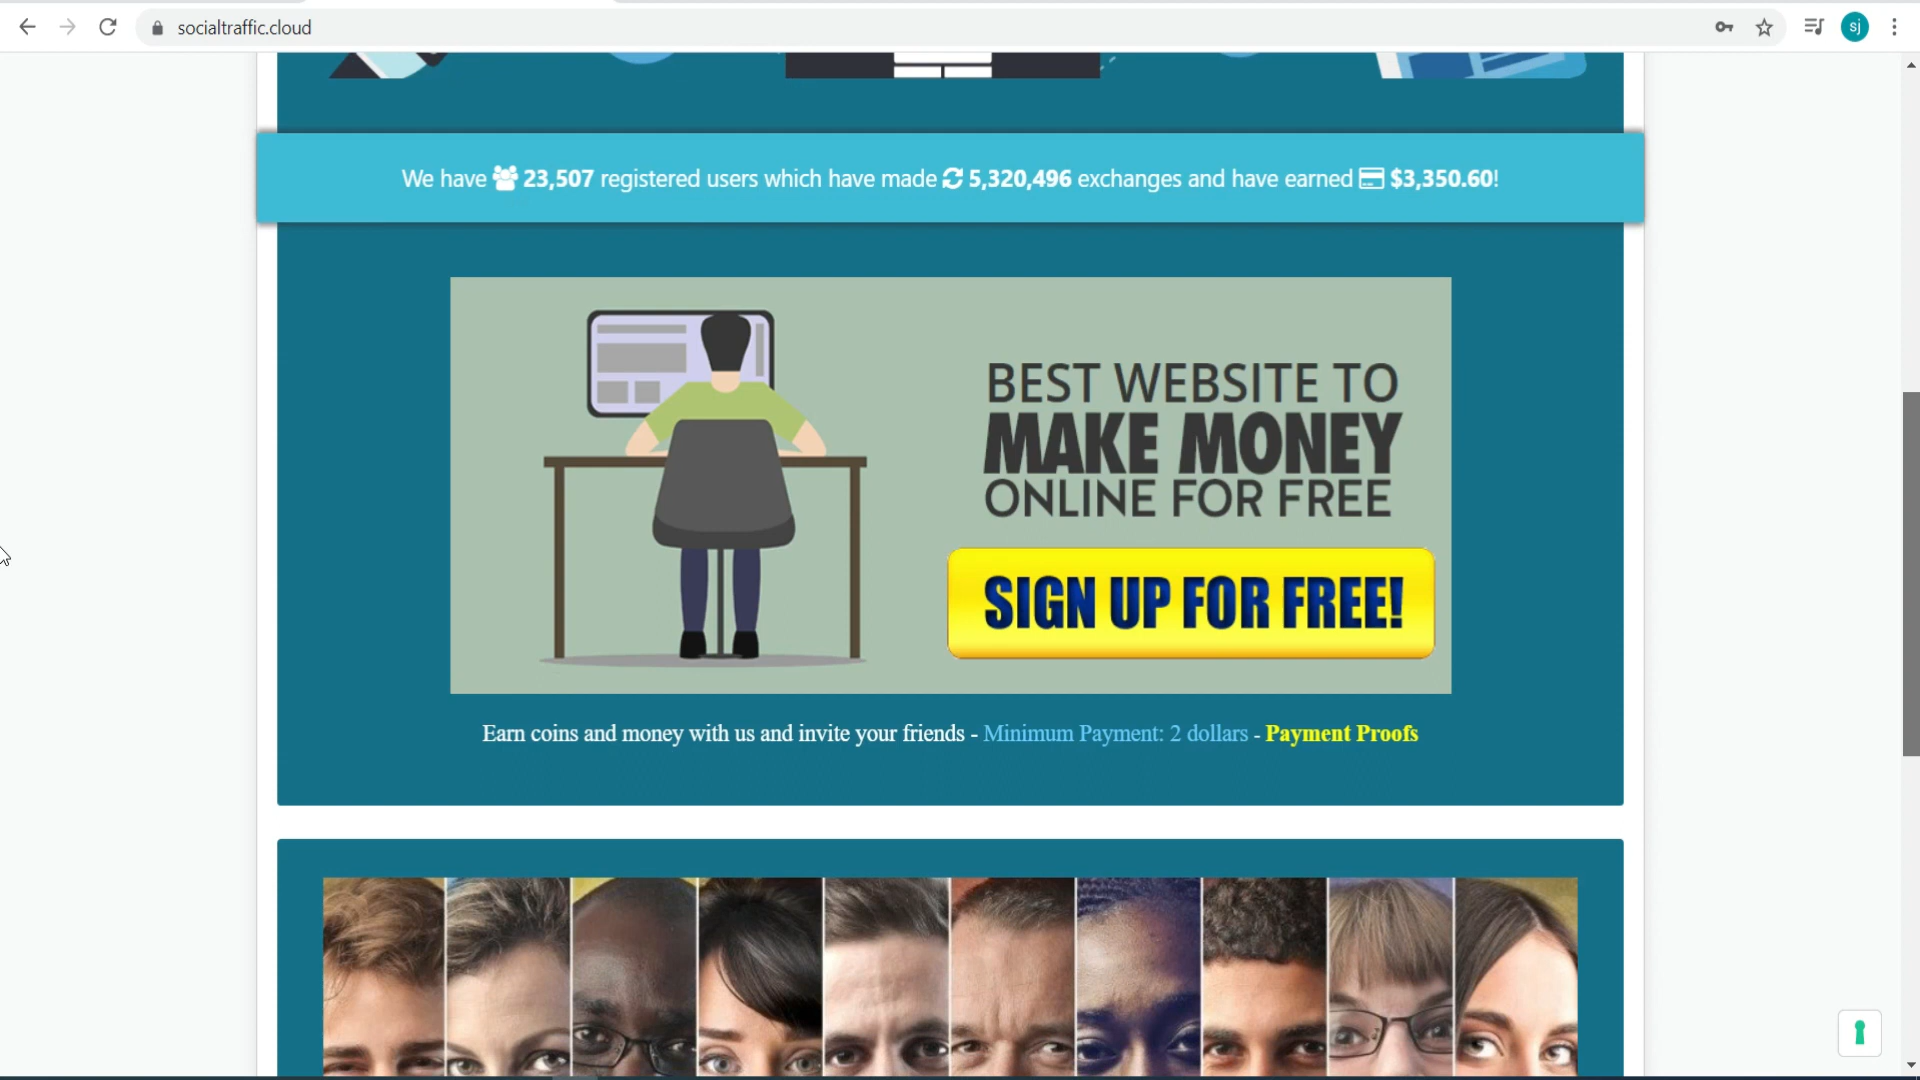 socialtraffic.cloud
sj
We have 23,507 registered users which have made 5,320,496 exchanges and have earned $3,350.60!
BEST WEBSITE TO
MAKE MONEY
ONLINE FOR FREE
SIGN UP FOR FREE!
Earn coins and money with us and invite your friends - Minimum Payment: 2 dollars - Payment Proofs